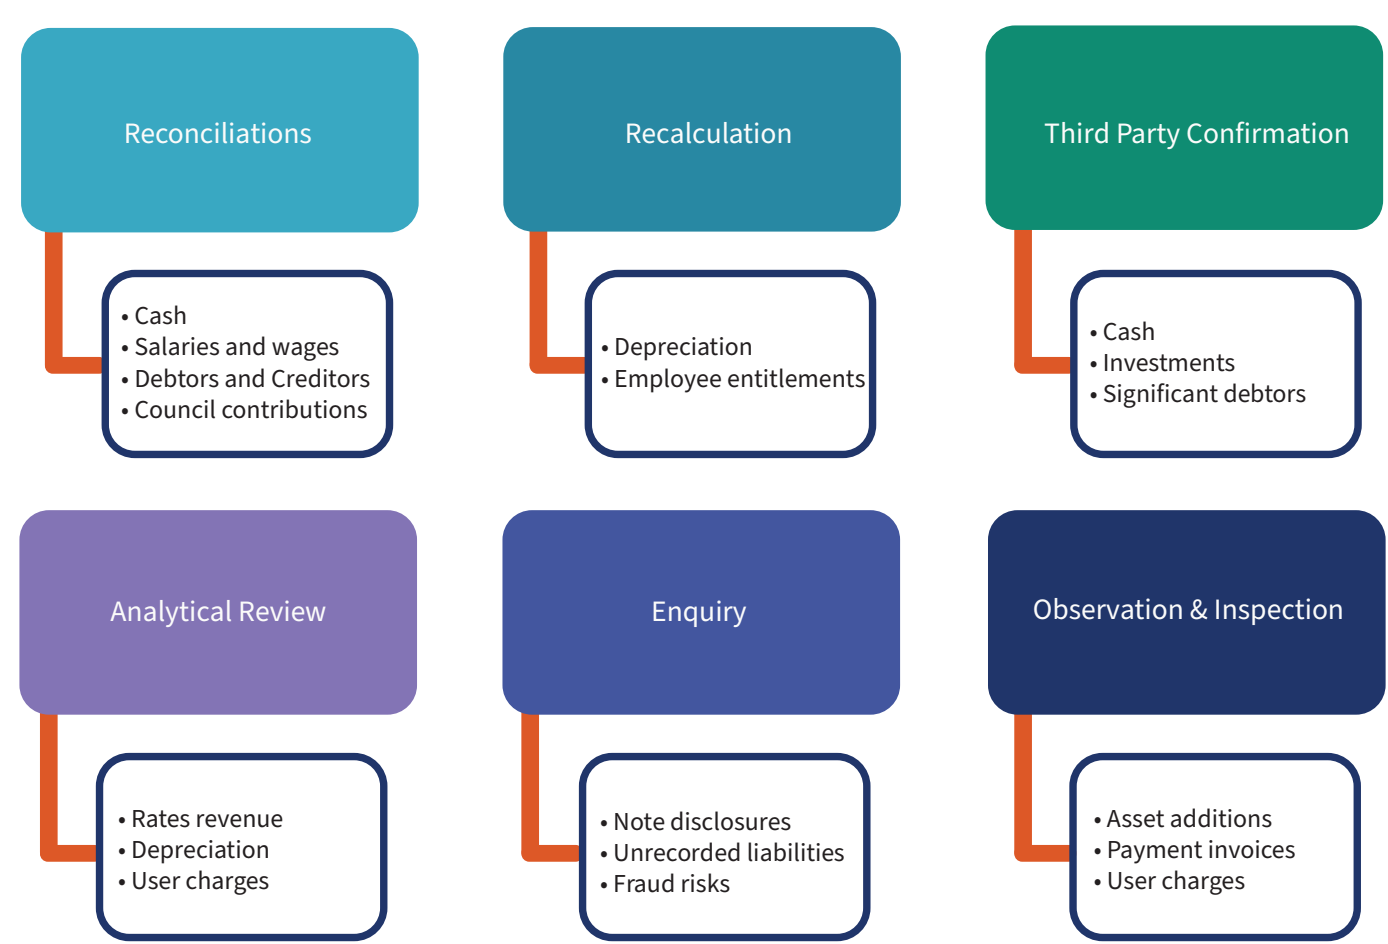 Reconciliations
• Cash
• Salaries and wages
• Debtors and Creditors
• Council contributions
Recalculation
• Depreciation
• Employee entitlements
Third Party Confirmation
• Cash
• Investments
• Significant debtors
Analytical Review
• Rates revenue
• Depreciation
• User charges
Enquiry
• Note disclosures
• Unrecorded liabilities
• Fraud risks
Observation & Inspection
• Asset additions
• Payment invoices
• User charges